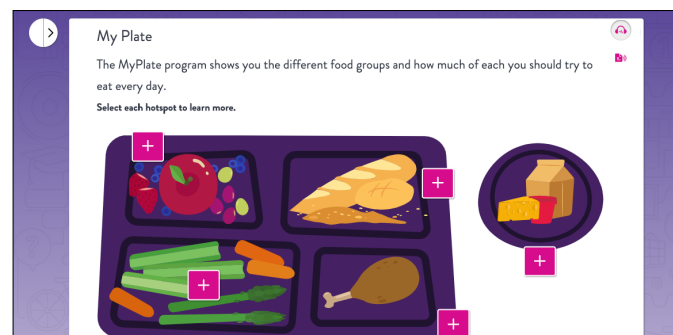 My Plate
The MyPlate program shows you the different food groups and how much of each you should try to
eat every day.
Select each hotspot to learn more.